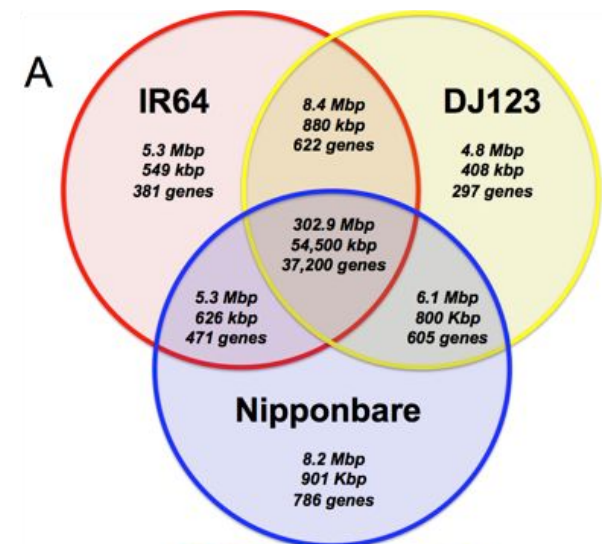 A
IR64
5.3 Mbp
549 kbp
381 genes
8.4 Mbp
880 kbp
622 genes
DJ123
4.8 Mbp
408 kbp
297 genes
302.9 Mbp
54,500 kbp
37,200 genes
5.3 Mbp
626 kbp
471 genes
6.1 Mbp
800 Kbp
605 genes
Nipponbare
8.2 Mbp
901 Kbp
786 genes